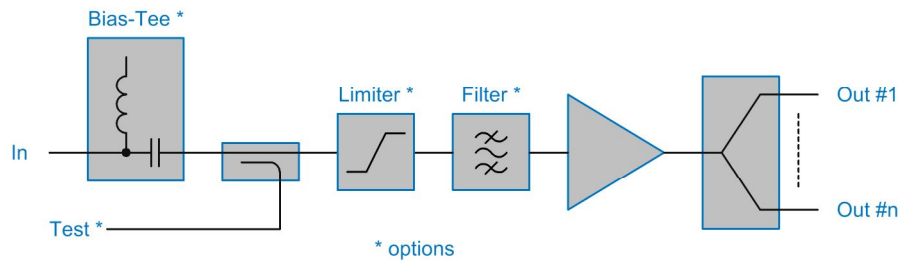 Bias-Tee *
Limiter *
Filter *
Out #1
In
Out #n
Test *
* options